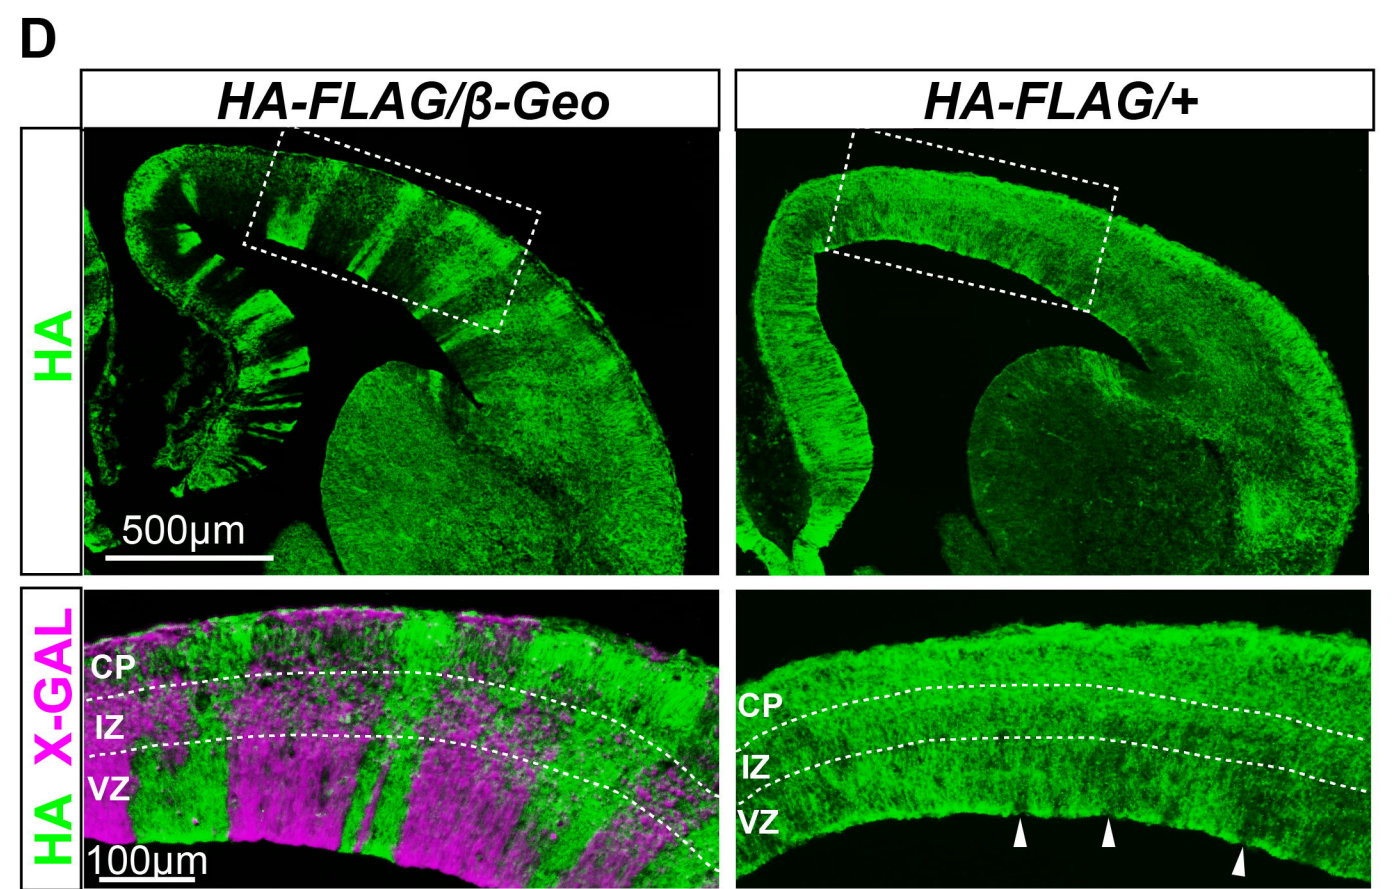 D
HA-FLAG/β-Geo
HA-FLAG/+
HA
500μm
HA X-GAL
CP
IZ
VZ
100μm
CP
IZ
VZ